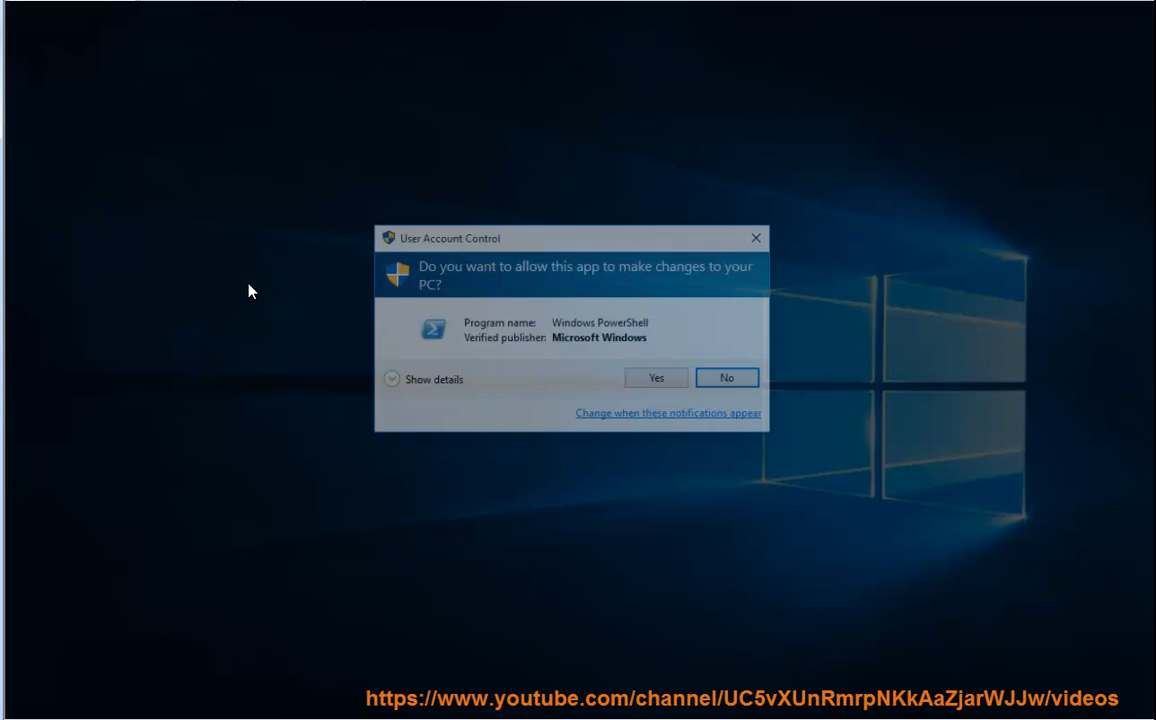 User Account Control
Do you want to allow this app to make changes to your
PC?
Program name: Windows PowerShell
Verified publisher: Microsoft Windows
Show details
Yes
No
Change when these notifications appear
https://www.youtube.com/channel/UC5vXUnRmrpNKkAaZjarWJJw/videos